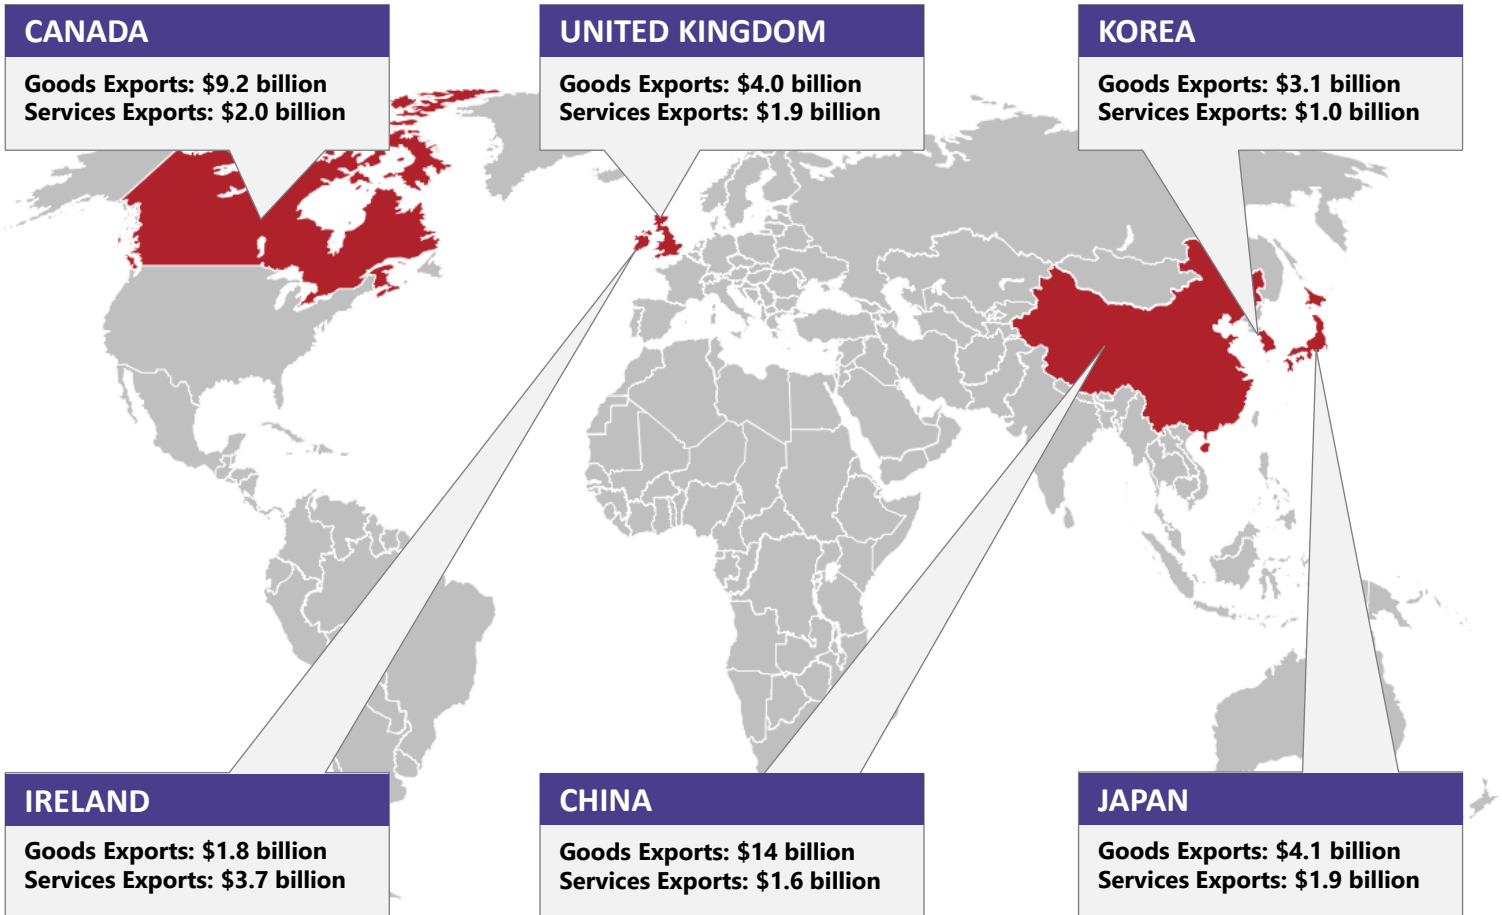 CANADA
Goods Exports: $9.2 billion
Services Exports: $2.0 billion
UNITED KINGDOM
Goods Exports: $4.0 billion
Services Exports: $1.9 billion
KOREA
Goods Exports: $3.1 billion
Services Exports: $1.0 billion
IRELAND
Goods Exports: $1.8 billion
Services Exports: $3.7 billion
CHINA
Goods Exports: $14 billion
Services Exports: $1.6 billion
JAPAN
Goods Exports: $4.1 billion
Services Exports: $1.9 billion